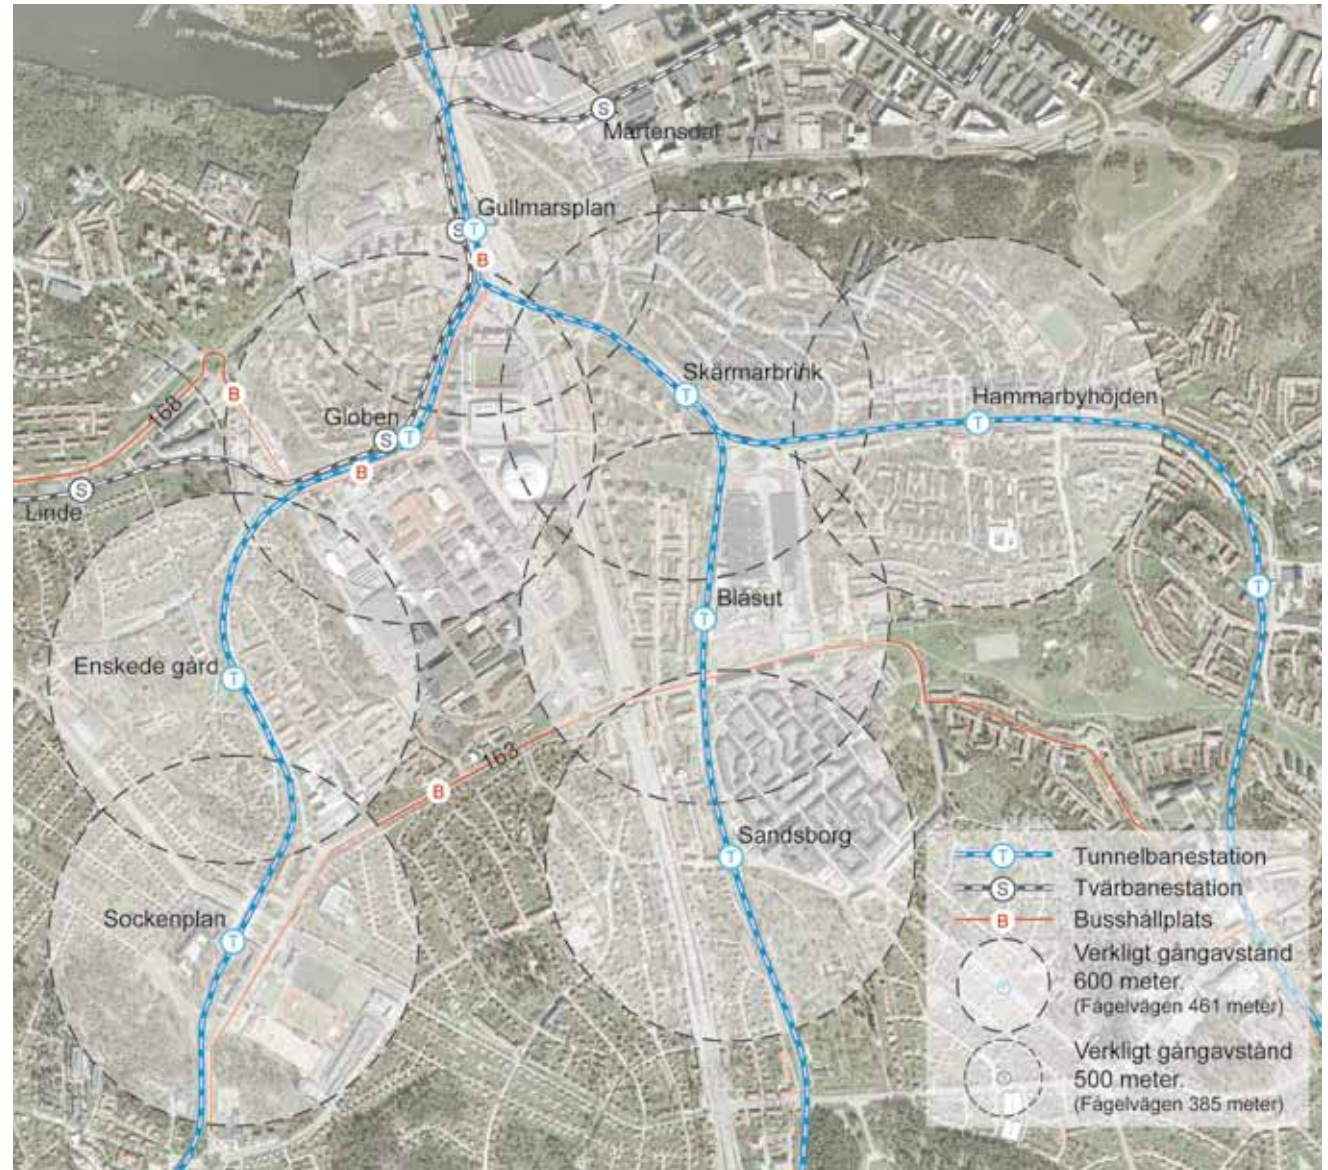 S
Mårtensdal
Gullmarsplan
S T
B
Skärmarbrink
T
Hammarbyhöjden
T
B
168
Globen
S T
B
S
Linde
T
Blåsut
T
Enskede gård
T
163
B
Sandsborg
T
Sockenplan
T
T Tunnelbanestation
S Tvärbanestation
B Busshållplats
Verkligt gångavstånd
600 meter.
(Fågelvägen 461 meter)
Verkligt gångavstånd
500 meter.
(Fågelvägen 385 meter)